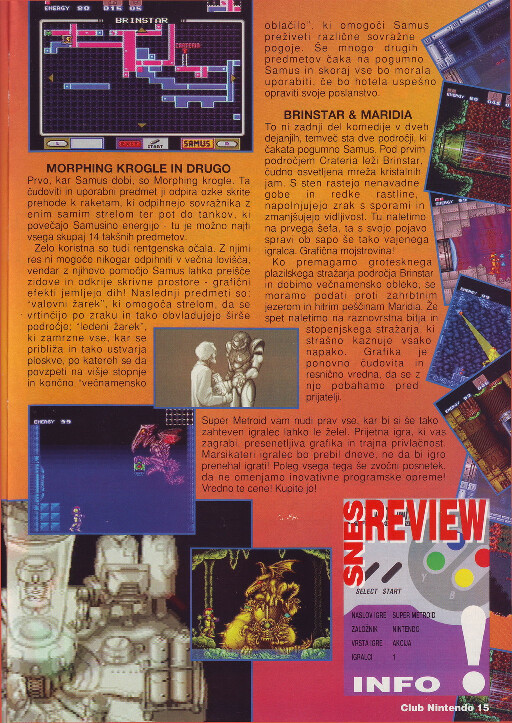 ENERGY 20 015 05
BRINSTAR
CRATERIA
L EXIT START SAMUS R
MORPHING KROGLE IN DRUGO
Prvo, kar Samus dobi, so Morphing krogle. Ta
čudoviti in uporabni predmet ji odpira ozke skrite
prehode k raketam, ki odpihnejo sovražnika z
enim samim strelom ter pot do tankov, ki
povečajo Samusino energijo - tu je možno najti
vsega skupaj 14 takšnih predmetov.
Zelo koristna so tudi rentgenska očala. Z njimi
res ni mogoče nikogar odpihniti v večna lovišča,
vendar z njihovo pomočjo Samus lahko preišče
zidove in odkrije skrivne prostore - grafični
efekti jemljejo dih! Naslednji predmeti so:
"valovni žarek", ki omogoča strelom, da se
vrtinčijo po zraku in tako obvladujejo širše
področje; "ledeni žarek",
ki zamrzne vse, kar se
približa in tako ustvarja
ploskve, po katereh se da
povzpeti na višje stopnje
in končno "večnamensko
oblačilo", ki omogoči Samus
preživeti različne sovražne
pogoje. Še mnogo drugih
predmetov čaka na pogumno
Samus in skoraj vse bo morala
uporabiti, če bo hotela uspešno
opraviti svoje poslanstvo.
BRINSTAR & MARIDIA
To ni zadnji del komedije v dveh
dejanjih, temveč sta dve področji, ki
čakata pogumno Samus. Pod prvim
področjem Crateria leži Brinstar,
čudno osvetljena mreža kristalnih
jam. S sten rastejo nenavadne
gobe in redke rastline,
napolnjujejo zrak s sporami in
zmanjšujejo vidljivost. Tu naletimo
na prvega šefa, ta s svojo pojavo
spravi ob sapo še tako vajenega
igralca. Grafična mojstrovina!
Ko premagamo grotesknega
plazilskega stražarja področja Brinstar
in dobimo večnamensko obleko, se
moramo podati proti zahrbtnim
jezerom in hitrim peščinam Maridia. Že
spet naletimo na raznovrstna bitja in
stopenjskega stražarja, ki
strašno kaznuje vsako
napako. Grafika je
ponovno čudovita in
resnično vredna, da se z
njo pobahamo pred
prijatelji.
Super Metroid vam nudi prav vse, kar bi si še tako
zahteven igralec lahko le želel. Prijetna igra, ki vas
zagrabi, presenetljiva grafika in trajna privlačnost.
Marsikateri igralec bo prebil dneve, ne da bi igro
prenehal igrati! Poleg vsega tega še zvočni posnetek,
da ne omenjamo inovativne programske opreme!
Vredno te cene! Kupite jo!
ENERGY 99
SNES
REVIEW
Y
B
SELECT START
NASLOV IGRE SUPER METROID
ZALOŽNIK NINTENDO
VRSTA IGRE AKCIJA
IGRALCI 1
INFO !
Club Nintendo 15